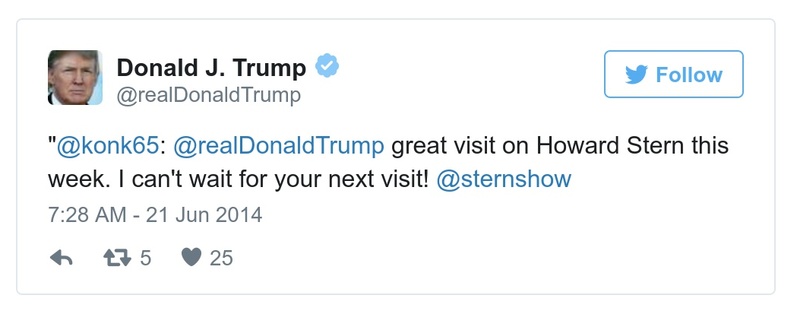 Donald J. Trump
@realDonaldTrump
Follow
"@konk65: @realDonaldTrump great visit on Howard Stern this
week. I can't wait for your next visit! @sternshow
7:28 AM - 21 Jun 2014
5 25